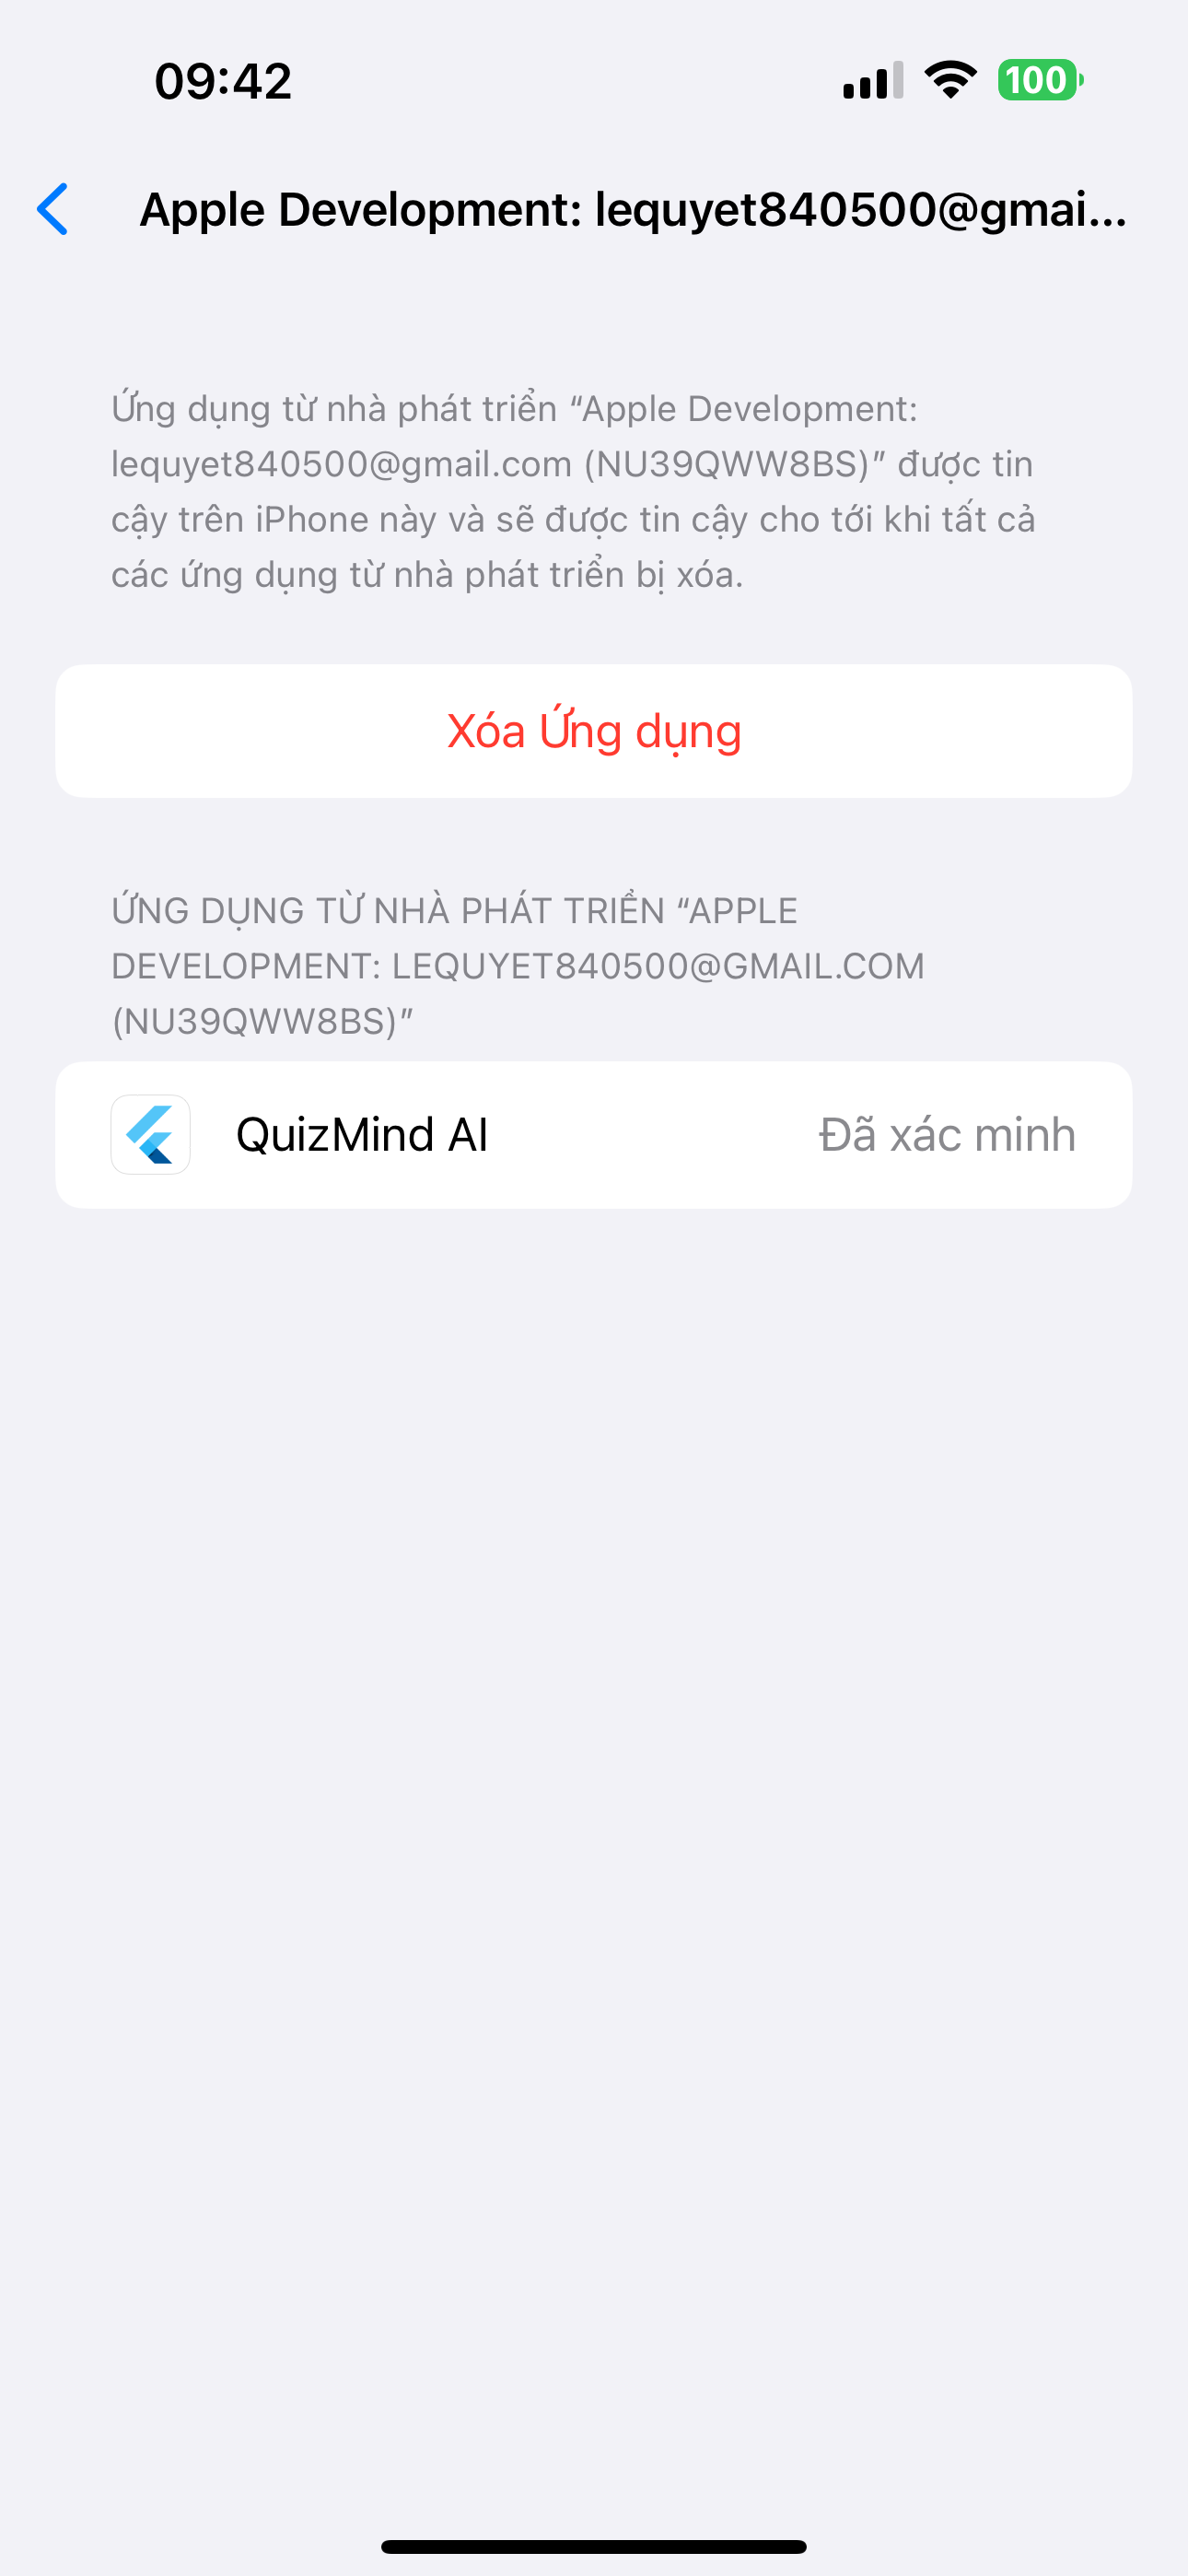 09:42
100
Apple Development: lequyet840500@gmai...
Ứng dụng từ nhà phát triển “Apple Development:
lequyet840500@gmail.com (NU39QWW8BS)” được tin
cậy trên iPhone này và sẽ được tin cậy cho tới khi tất cả
các ứng dụng từ nhà phát triển bị xóa.
Xóa Ứng dụng
ỨNG DỤNG TỪ NHÀ PHÁT TRIỂN “APPLE
DEVELOPMENT: LEQUYET840500@GMAIL.COM
(NU39QWW8BS)”
QuizMind AI Đã xác minh